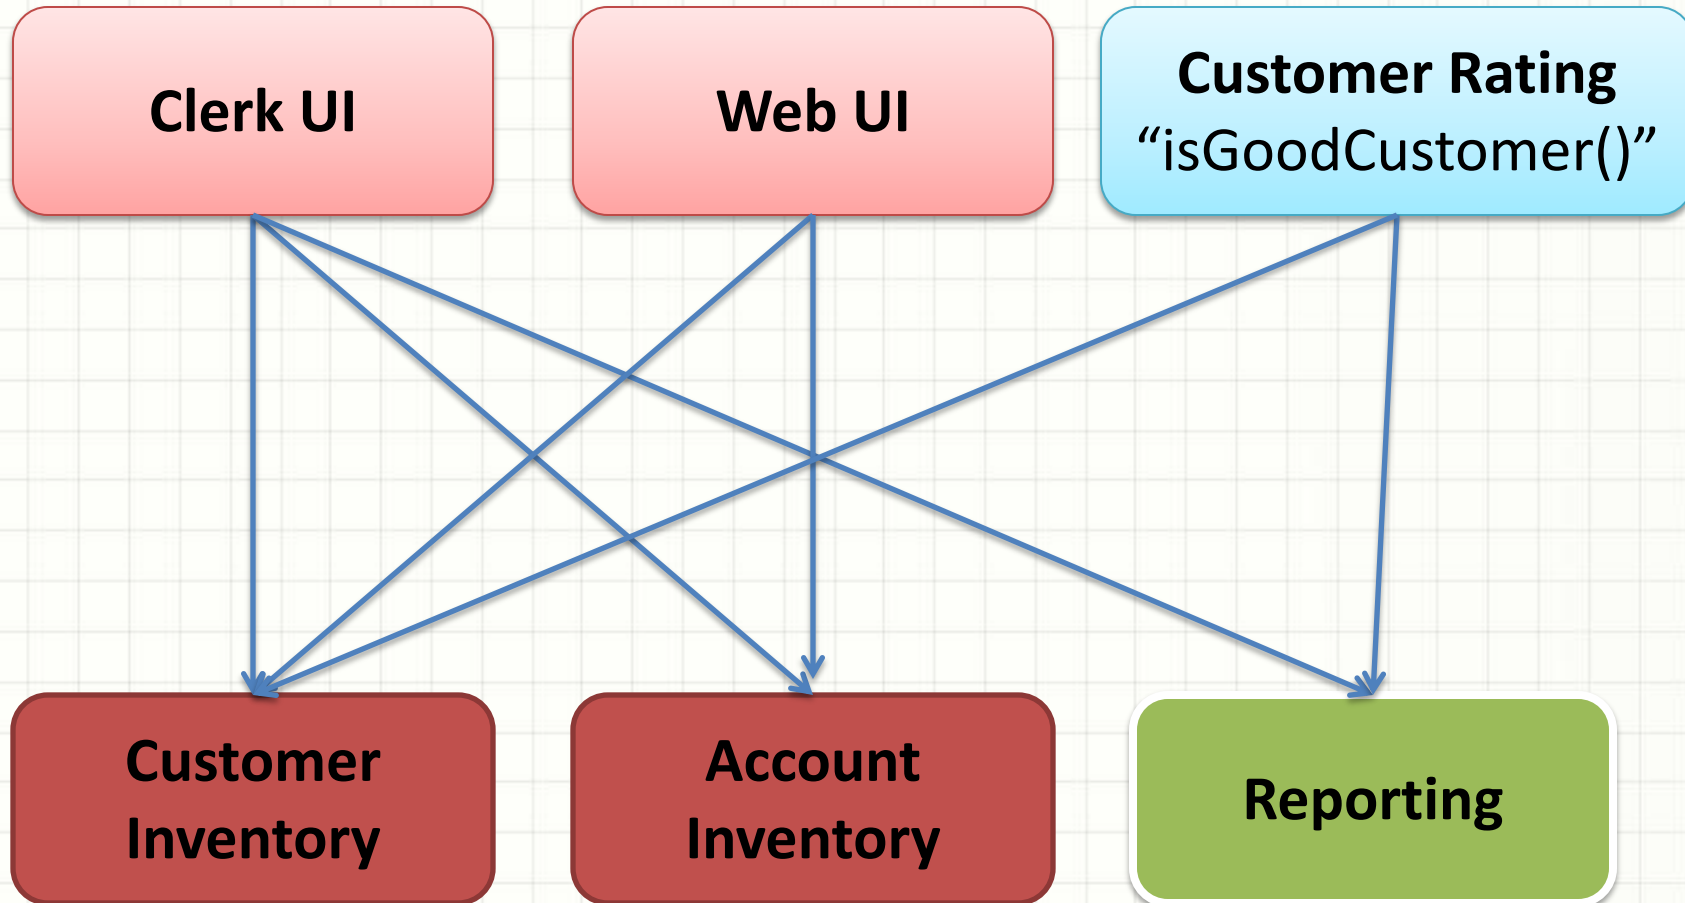 Clerk UI
Web UI
Customer Rating
“isGoodCustomer()”
Customer
Inventory
Account
Inventory
Reporting